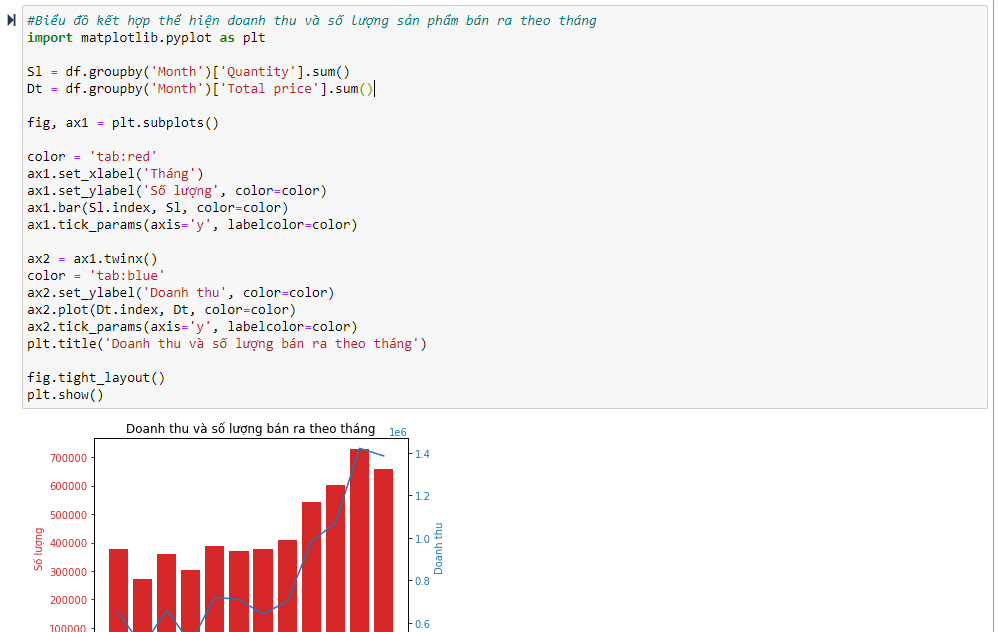 #Biểu đồ kết hợp thể hiện doanh thu và số lượng sản phẩm bán ra theo tháng
import matplotlib.pyplot as plt
Sl = df.groupby('Month')['Quantity'].sum()
Dt = df.groupby('Month')['Total price'].sum()
fig, ax1 = plt.subplots()
color = 'tab:red'
ax1.set_xlabel('Tháng')
ax1.set_ylabel('Số lượng', color=color)
ax1.bar(Sl.index, Sl, color=color)
ax1.tick_params(axis='y', labelcolor=color)
ax2 = ax1.twinx()
color = 'tab:blue'
ax2.set_ylabel('Doanh thu', color=color)
ax2.plot(Dt.index, Dt, color=color)
ax2.tick_params(axis='y', labelcolor=color)
plt.title('Doanh thu và số lượng bán ra theo tháng')
fig.tight_layout()
plt.show()
Doanh thu và số lượng bán ra theo tháng
1e6
700000
600000
500000
400000
300000
200000
100000
Số lượng
1.4
1.2
1.0
0.8
0.6
Doanh thu